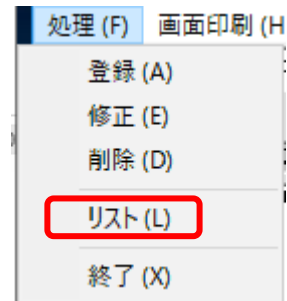 処理 (F) 画面印刷 (H
登録 (A)
修正 (E)
削除 (D)
リスト (L)
終了 (X)